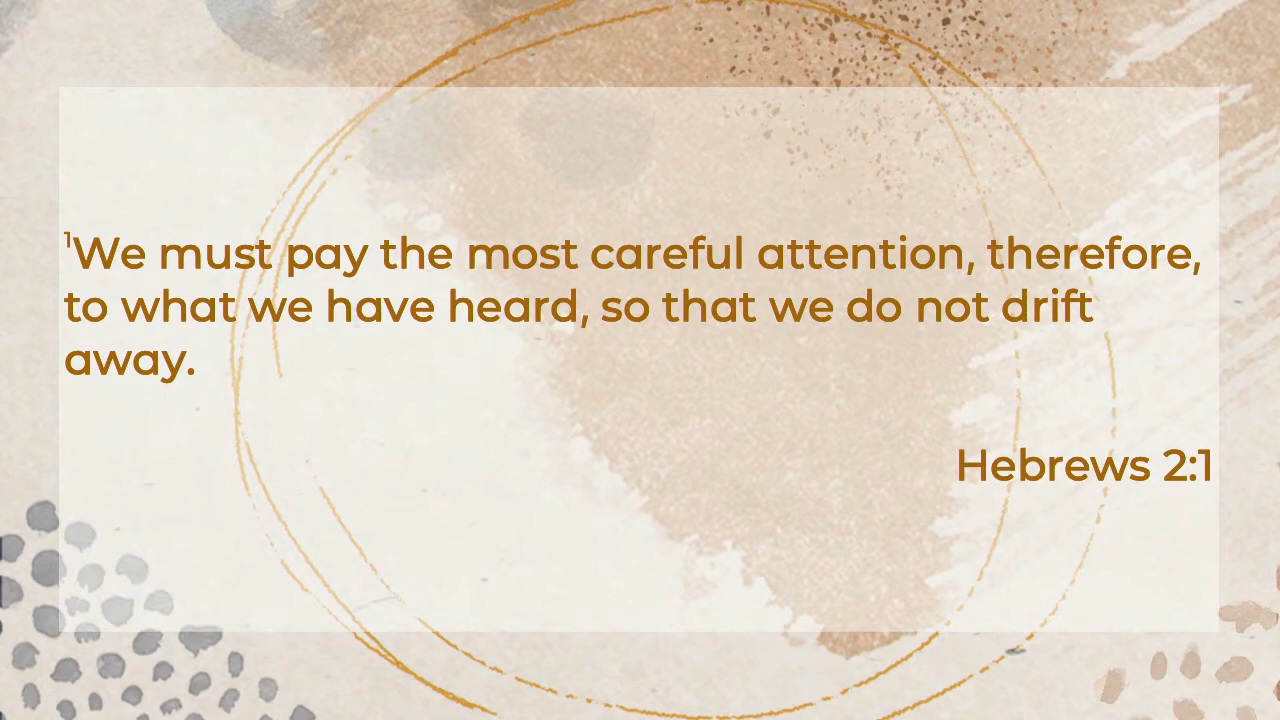 ¹We must pay the most careful attention, therefore,
to what we have heard, so that we do not drift
away.
Hebrews 2:1